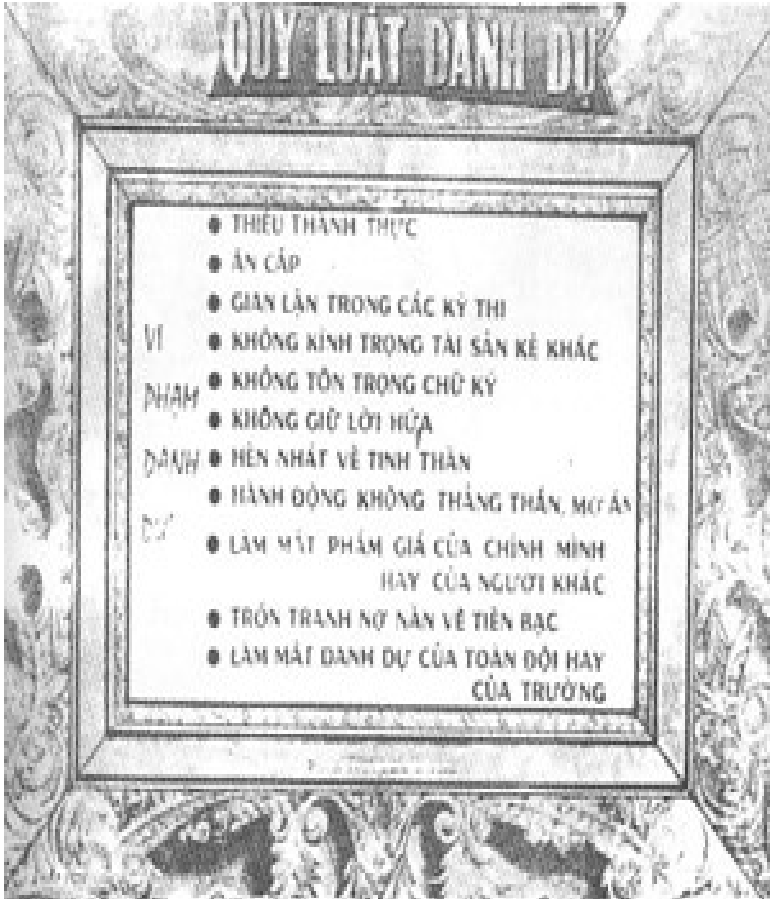 QUY LUẬT DANH DỰ
VI
PHẠM
DANH
DỰ
● THIẾU THÀNH THỰC
● ĂN CẮP
● GIAN LẬN TRONG CÁC KỲ THI
● KHÔNG KÍNH TRỌNG TÀI SẢN KẺ KHÁC
● KHÔNG TÔN TRỌNG CHỮ KÝ
● KHÔNG GIỮ LỜI HỨA
● HÈN NHÁT VỀ TINH THẦN
● HÀNH ĐỘNG KHÔNG THẲNG THẮN, MỜ ÁM
● LÀM MẤT PHẨM GIÁ CỦA CHÍNH MÌNH
HAY CỦA NGƯỜI KHÁC
● TRỐN TRÁNH NỢ NẦN VỀ TIỀN BẠC
● LÀM MẤT DANH DỰ CỦA TOÀN ĐỘI HAY
CỦA TRƯỜNG